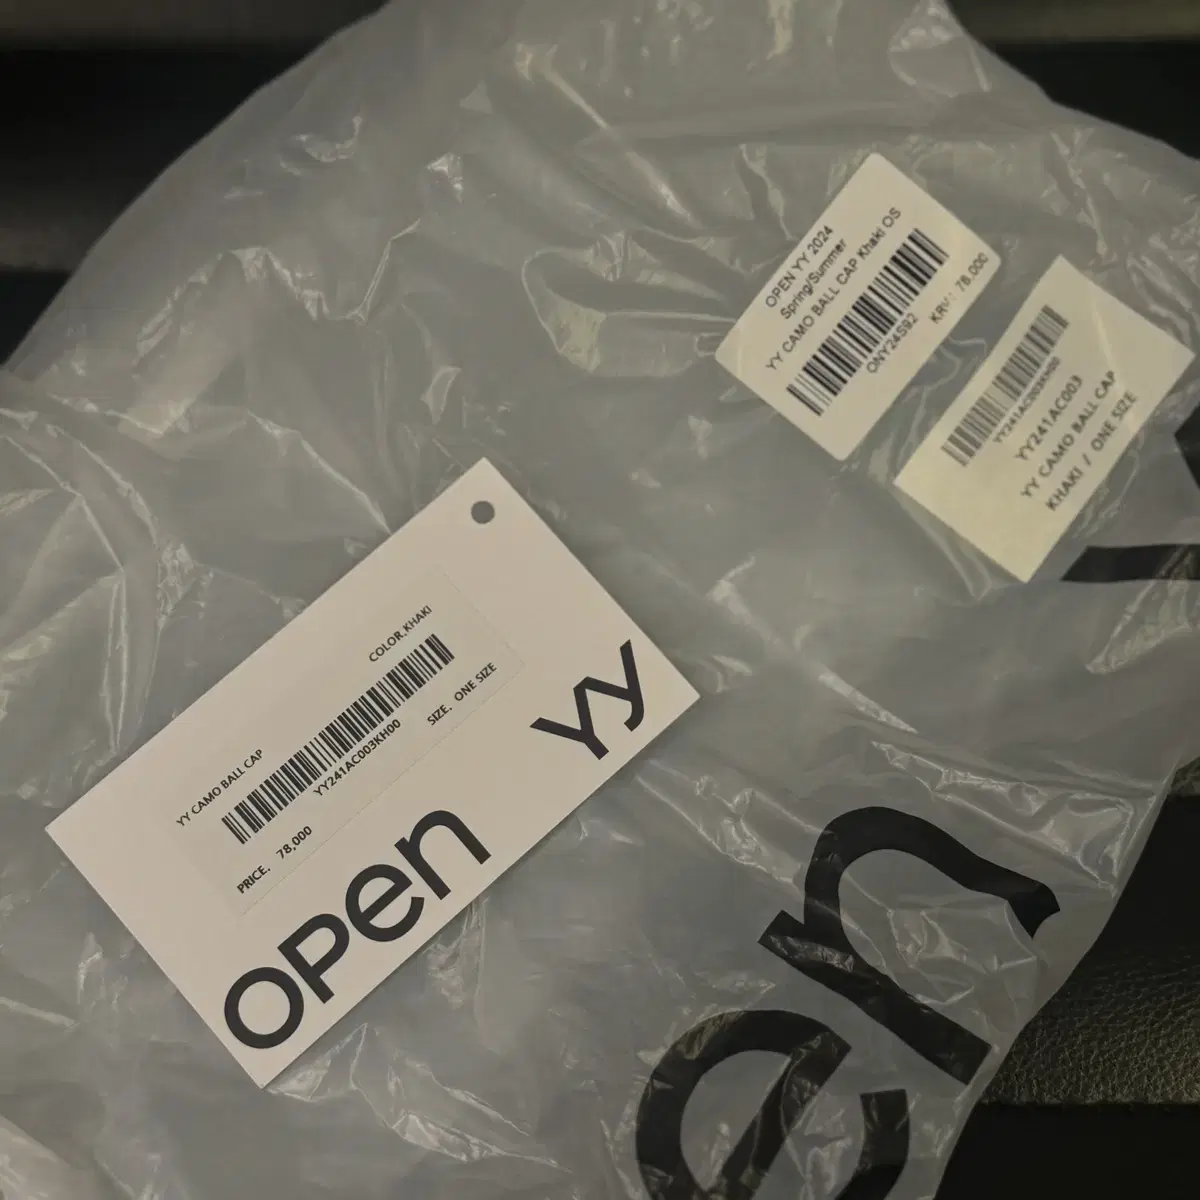 OPEN YY 2024
Spring/Summer
YY CAMO BALL CAP Khaki OS
ONY24S92
KRW: 78,000
YY241AC003KH00
YY241AC003
YY CAMO BALL CAP
KHAKI / ONE SIZE
YY CAMO BALL CAP
COLOR. KHAKI
YY241AC003KH00
PRICE. 78,000
SIZE. ONE SIZE
OPen YY
en